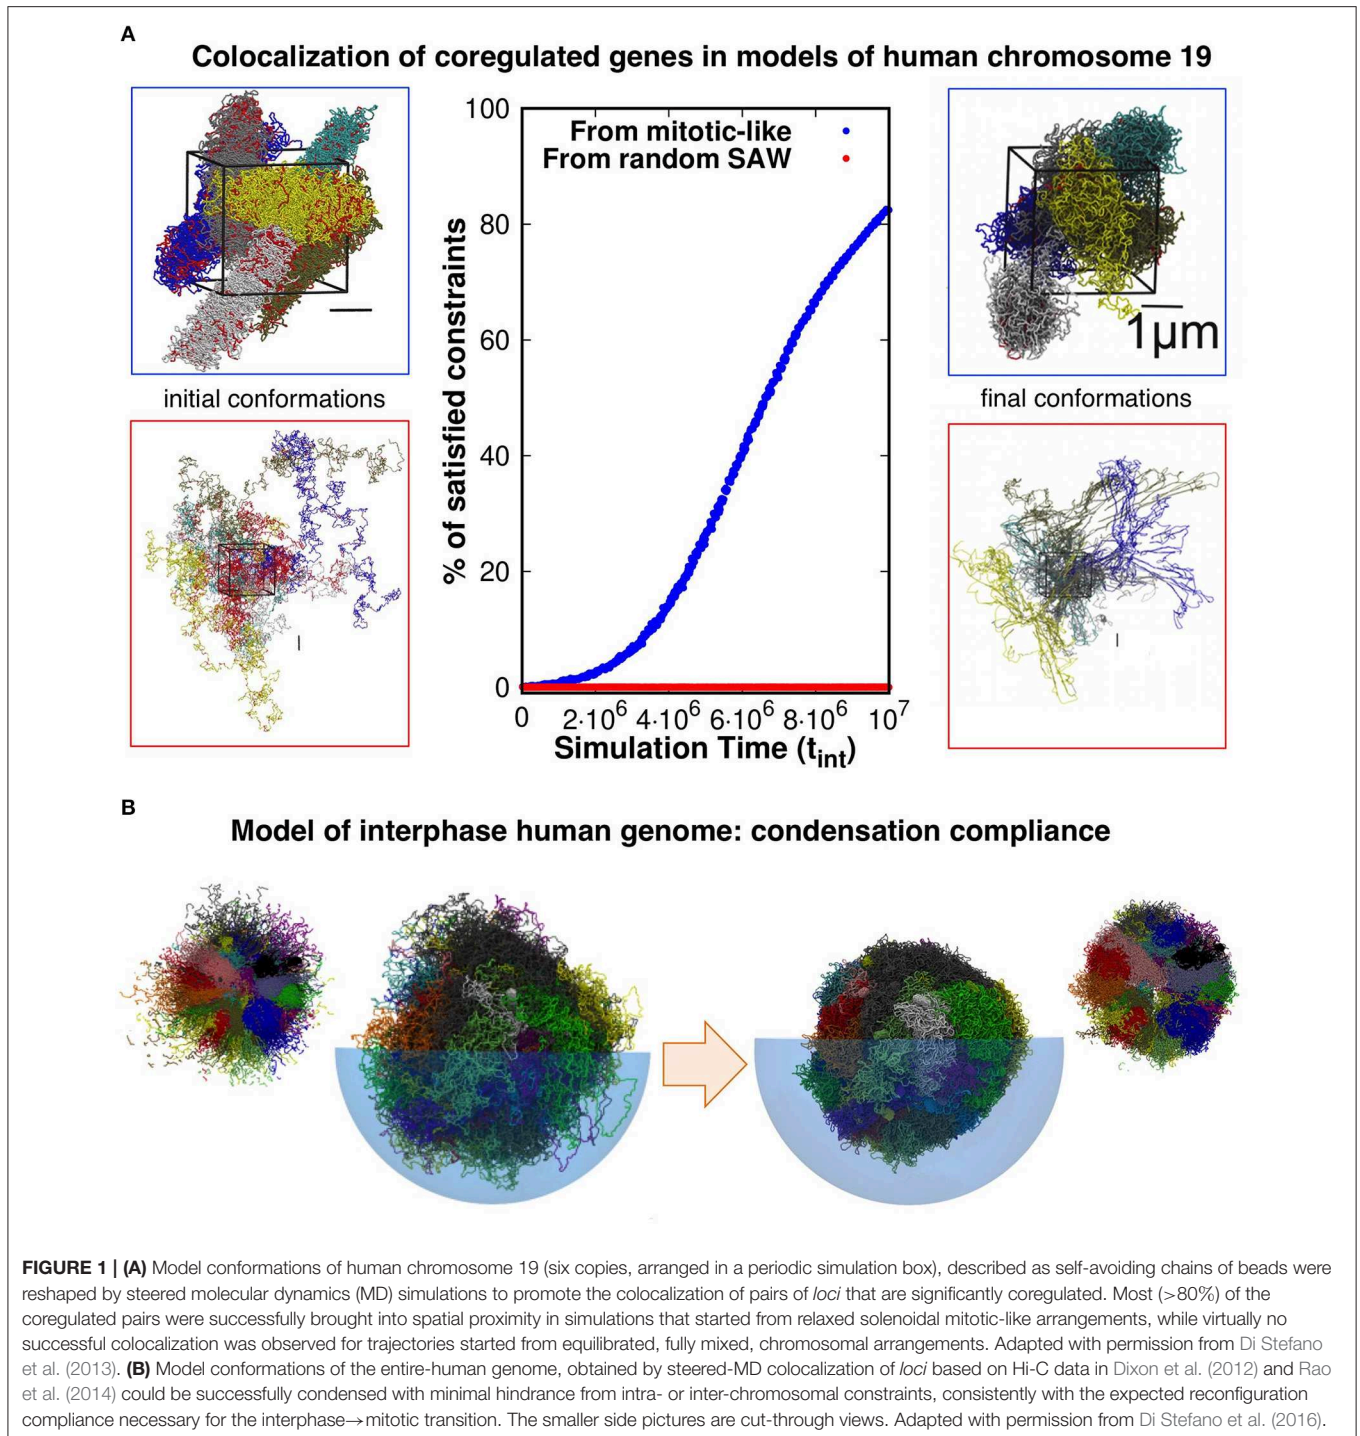 A
Colocalization of coregulated genes in models of human chromosome 19
100
80
60
40
20
0
% of satisfied constraints
From mitotic-like
From random SAW
0
2·10⁶
4·10⁶
6·10⁶
8·10⁶
10⁷
Simulation Time (t_int)
initial conformations
1μm
final conformations
B
Model of interphase human genome: condensation compliance
FIGURE 1 | (A) Model conformations of human chromosome 19 (six copies, arranged in a periodic simulation box), described as self-avoiding chains of beads were
reshaped by steered molecular dynamics (MD) simulations to promote the colocalization of pairs of loci that are significantly coregulated. Most (>80%) of the
coregulated pairs were successfully brought into spatial proximity in simulations that started from relaxed solenoidal mitotic-like arrangements, while virtually no
successful colocalization was observed for trajectories started from equilibrated, fully mixed, chromosomal arrangements. Adapted with permission from Di Stefano
et al. (2013). (B) Model conformations of the entire-human genome, obtained by steered-MD colocalization of loci based on Hi-C data in Dixon et al. (2012) and Rao
et al. (2014) could be successfully condensed with minimal hindrance from intra- or inter-chromosomal constraints, consistently with the expected reconfiguration
compliance necessary for the interphase→mitotic transition. The smaller side pictures are cut-through views. Adapted with permission from Di Stefano et al. (2016).